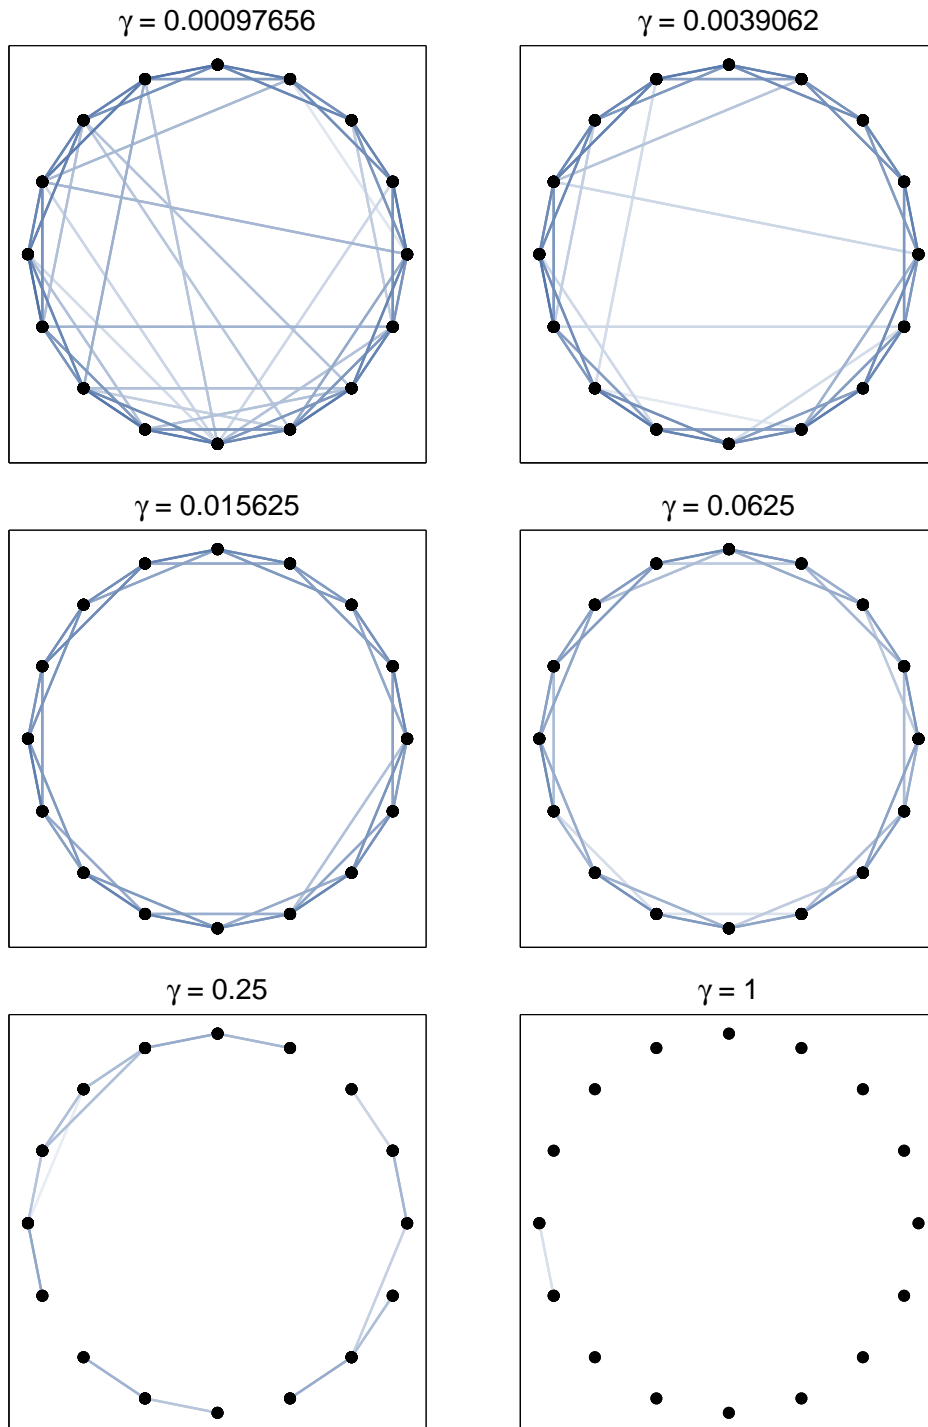 γ = 0.00097656
γ = 0.0039062
γ = 0.015625
γ = 0.0625
γ = 0.25
γ = 1